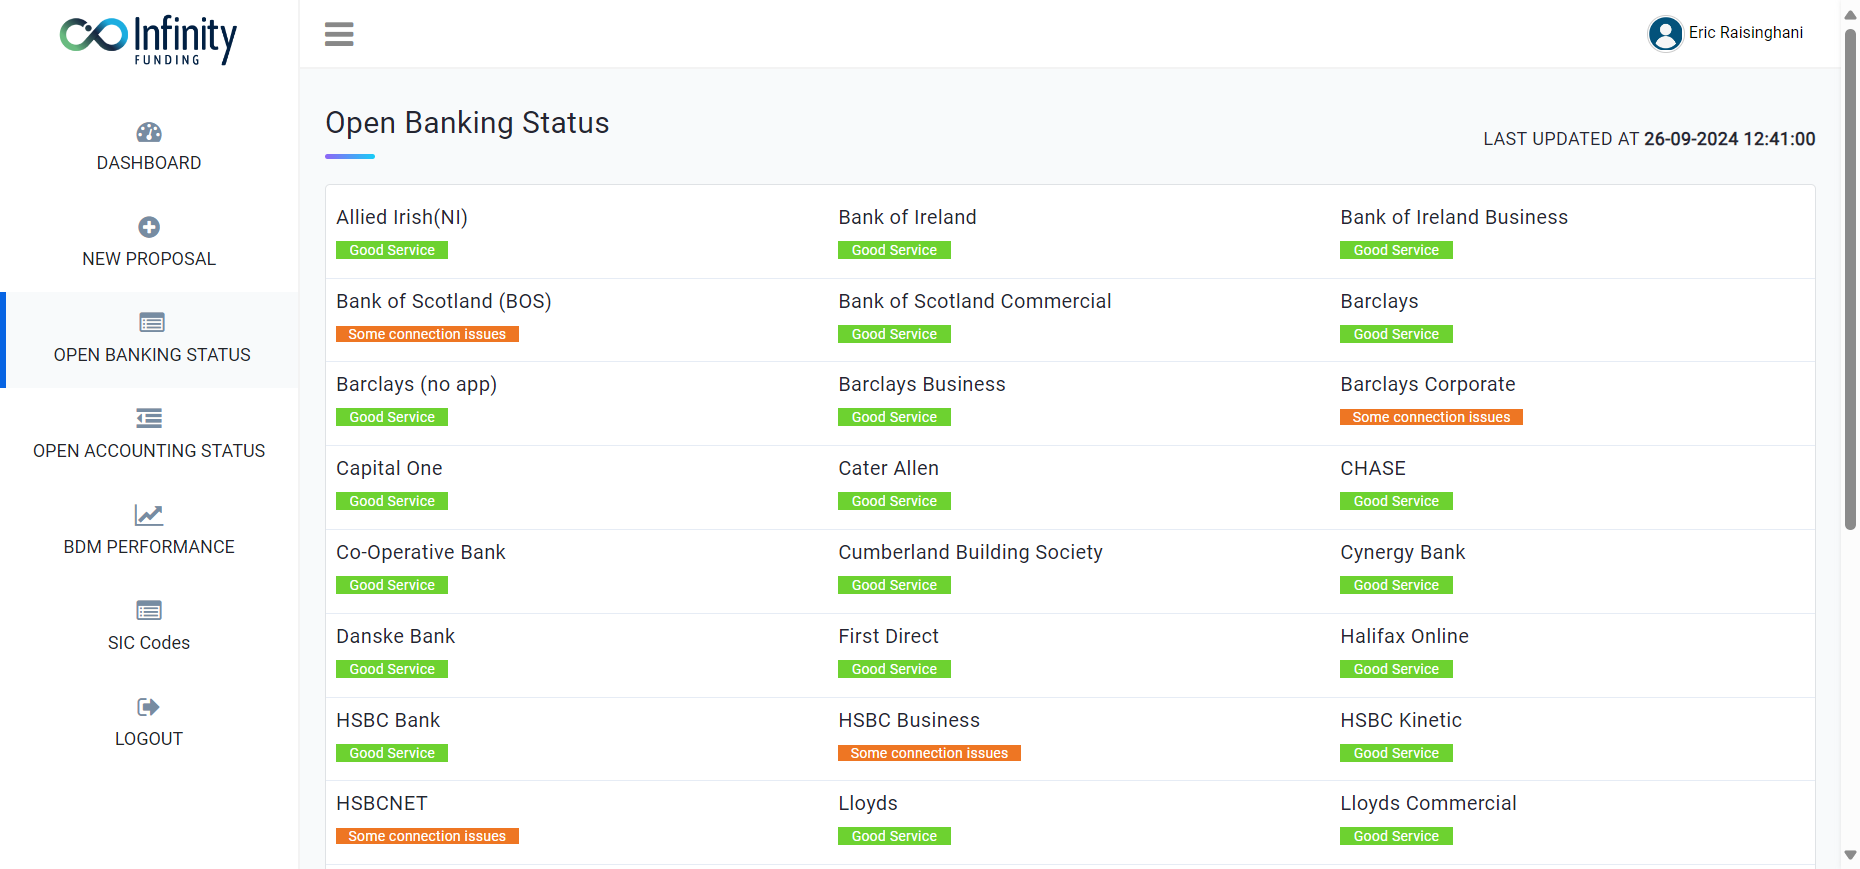 Infinity
FUNDING
Eric Raisinghani
DASHBOARD
NEW PROPOSAL
OPEN BANKING STATUS
OPEN ACCOUNTING STATUS
BDM PERFORMANCE
SIC Codes
LOGOUT
Open Banking Status
LAST UPDATED AT 26-09-2024 12:41:00
Allied Irish(NI)
Good Service
Bank of Ireland
Good Service
Bank of Ireland Business
Good Service
Bank of Scotland (BOS)
Some connection issues
Bank of Scotland Commercial
Good Service
Barclays
Good Service
Barclays (no app)
Good Service
Barclays Business
Good Service
Barclays Corporate
Some connection issues
Capital One
Good Service
Cater Allen
Good Service
CHASE
Good Service
Co-Operative Bank
Good Service
Cumberland Building Society
Good Service
Cynergy Bank
Good Service
Danske Bank
Good Service
First Direct
Good Service
Halifax Online
Good Service
HSBC Bank
Good Service
HSBC Business
Some connection issues
HSBC Kinetic
Good Service
HSBCNET
Some connection issues
Lloyds
Good Service
Lloyds Commercial
Good Service